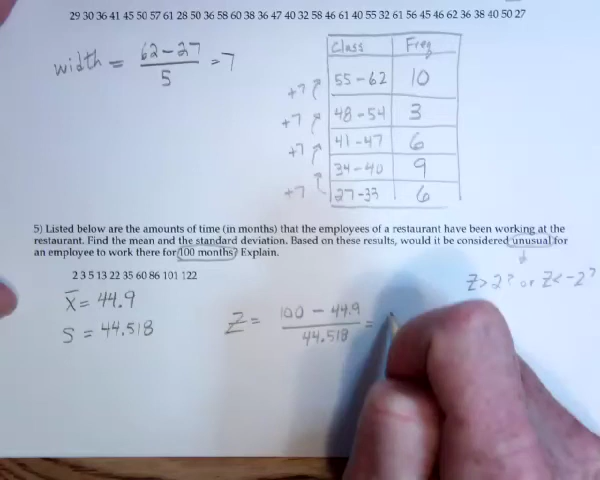 29 30 36 41 45 50 57 61 28 50 36 58 60 38 36 47 40 32 58 46 61 40 55 32 61 56 45 46 62 36 38 40 50 27
width = 62-27 / 5 = 7
Class Freq
+7 55-62 10
+7 48-54 3
+7 41-47 6
34-40 9
+7 27-33 6
5) Listed below are the amounts of time (in months) that the employees of a restaurant have been working at the
restaurant. Find the mean and the standard deviation. Based on these results, would it be considered unusual for
an employee to work there for 100 months? Explain.
2 3 5 13 22 35 60 86 101 122
Z>2? or Z<-2?
X̄ = 44.9
S = 44.518
Z = 100 - 44.9 / 44.518 =